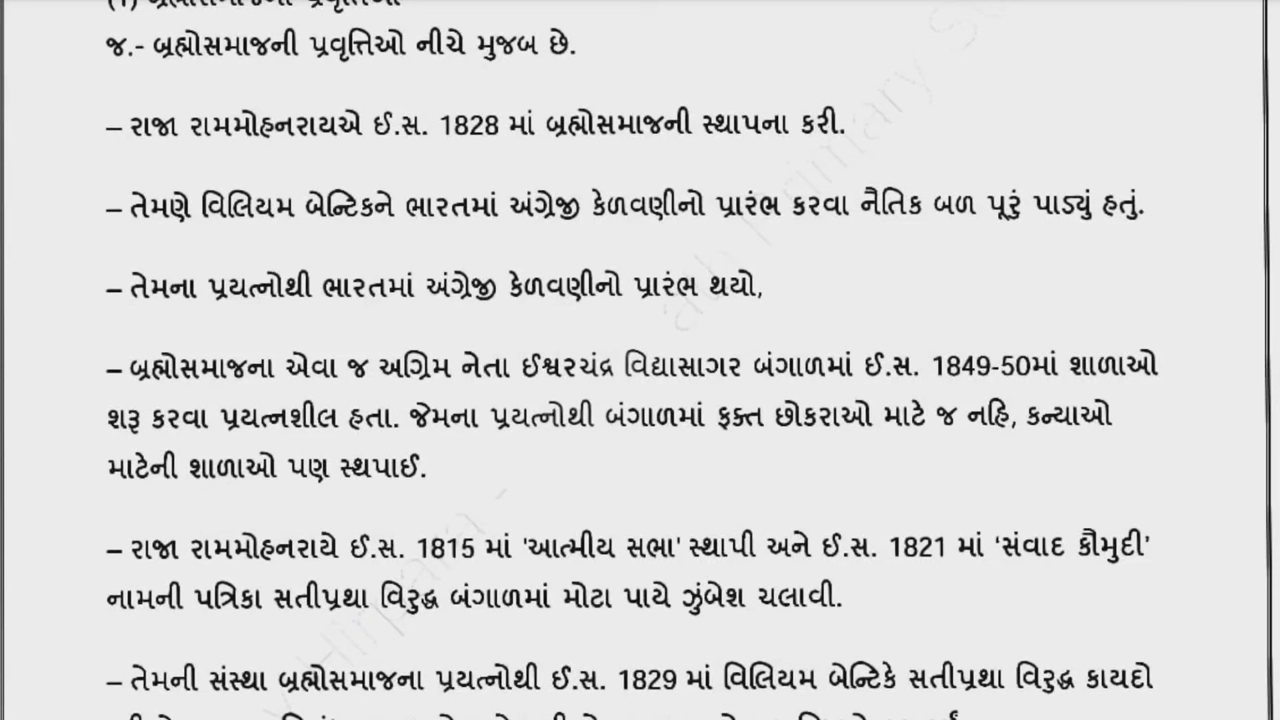 જ.- બ્રહ્મોસમાજની પ્રવૃત્તિઓ નીચે મુજબ છે.
– રાજા રામમોહનરાયએ ઈ.સ. 1828 માં બ્રહ્મોસમાજની સ્થાપના કરી.
– તેમણે વિલિયમ બેન્ટિકને ભારતમાં અંગ્રેજી કેળવણીનો પ્રારંભ કરવા નૈતિક બળ પૂરું પાડ્યું હતું.
– તેમના પ્રયત્નોથી ભારતમાં અંગ્રેજી કેળવણીનો પ્રારંભ થયો,
– બ્રહ્મોસમાજના એવા જ અગ્રિમ નેતા ઈશ્વરચંદ્ર વિદ્યાસાગર બંગાળમાં ઈ.સ. 1849-50માં શાળાઓ
શરૂ કરવા પ્રયત્નશીલ હતા. જેમના પ્રયત્નોથી બંગાળમાં ફક્ત છોકરાઓ માટે જ નહિ, કન્યાઓ
માટેની શાળાઓ પણ સ્થપાઈ.
– રાજા રામમોહનરાયે ઈ.સ. 1815 માં 'આત્મીય સભા' સ્થાપી અને ઈ.સ. 1821 માં ‘સંવાદ કૌમુદી’
નામની પત્રિકા સતીપ્રથા વિરુદ્ધ બંગાળમાં મોટા પાયે ઝુંબેશ ચલાવી.
– તેમની સંસ્થા બ્રહ્મોસમાજના પ્રયત્નોથી ઈ.સ. 1829 માં વિલિયમ બેન્ટિકે સતીપ્રથા વિરુદ્ધ કાયદો